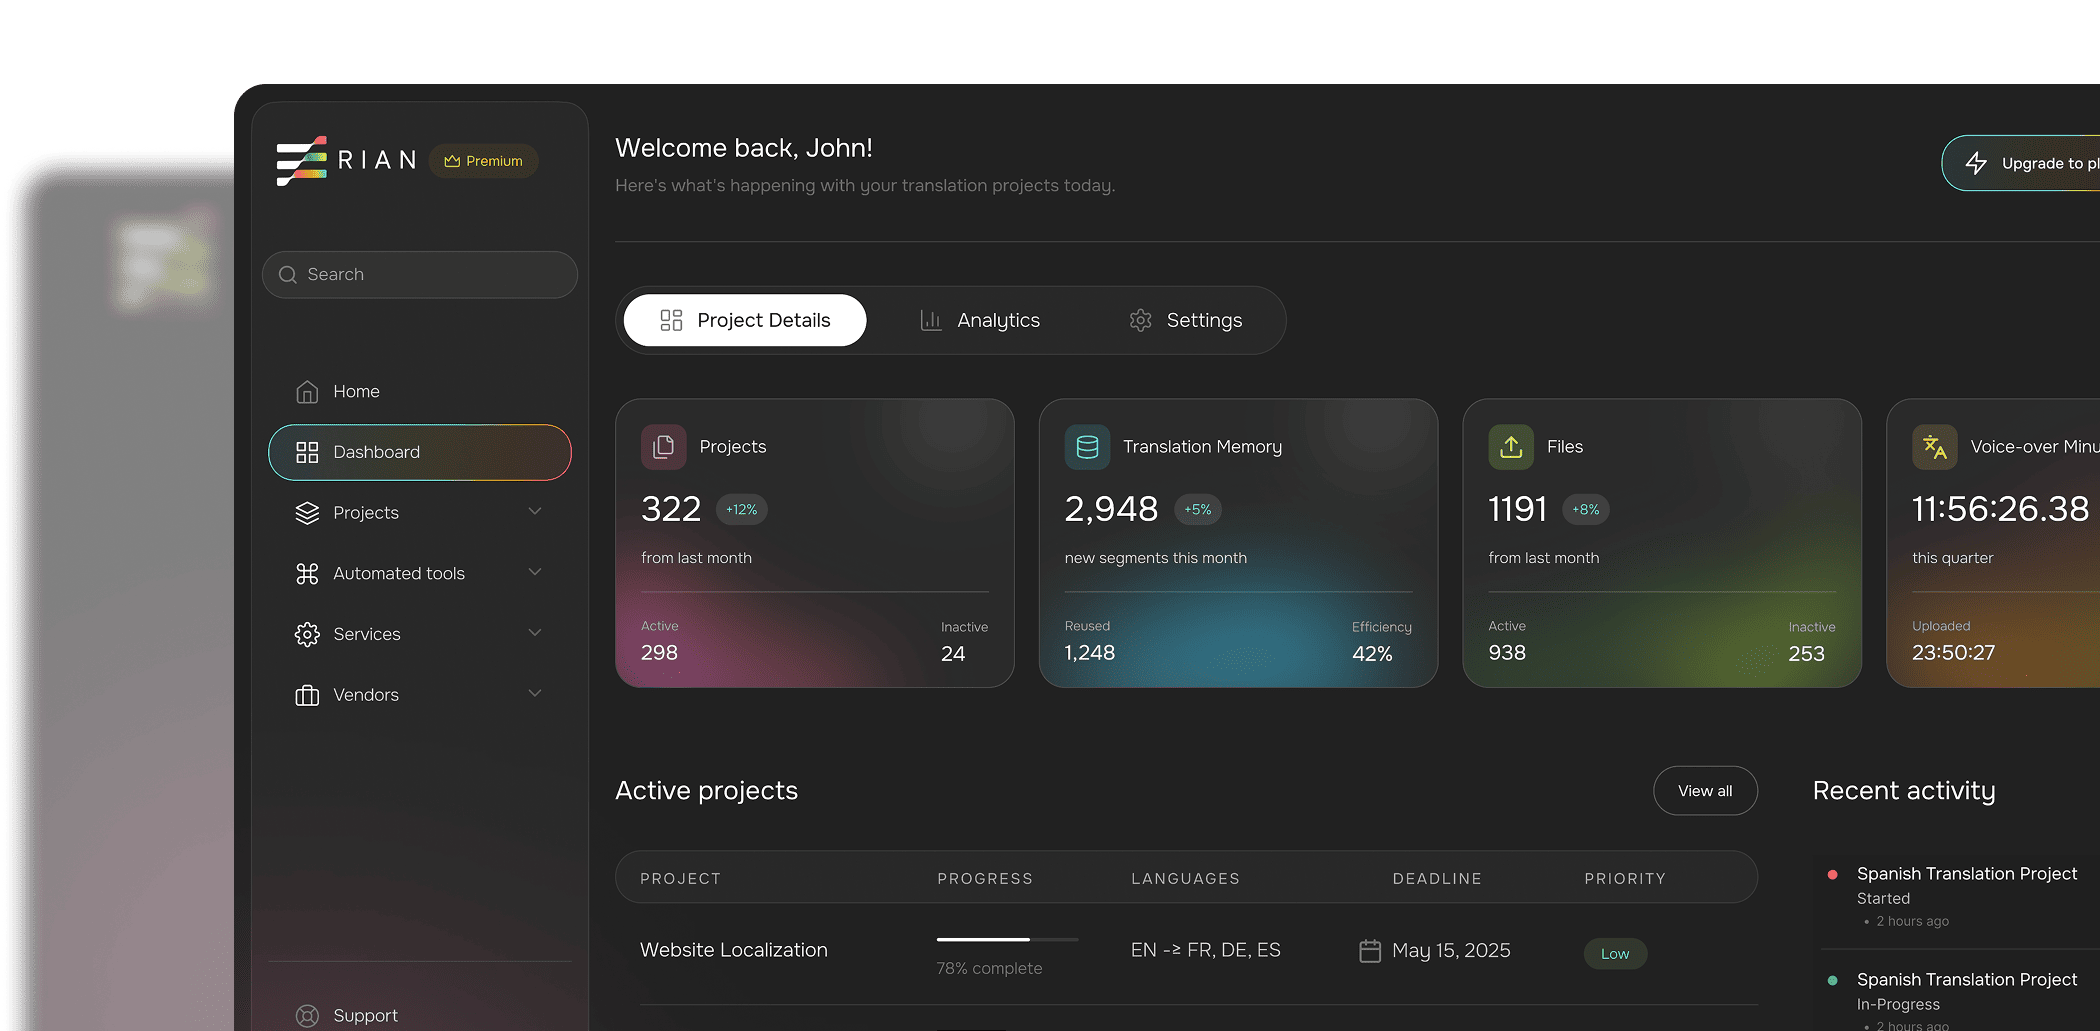 RIAN
Premium
Search
Home
Dashboard
Projects
Automated tools
Services
Vendors
Support
Welcome back, John!
Here's what's happening with your translation projects today.
Upgrade to
Project Details
Analytics
Settings
Projects
322 +12%
from last month
Active Inactive
298 24
Translation Memory
2,948 +5%
new segments this month
Reused Efficiency
1,248 42%
Files
1191 +8%
from last month
Active Inactive
938 253
Voice-over
11:56:26.38
this quarter
Uploaded
23:50:27
Active projects
View all
PROJECT PROGRESS LANGUAGES DEADLINE PRIORITY
Website Localization
78% complete
EN -≥ FR, DE, ES
May 15, 2025
Low
Recent activity
Spanish Translation Project
Started
• 2 hours ago
Spanish Translation Project
In-Progress
• 2 hours ago